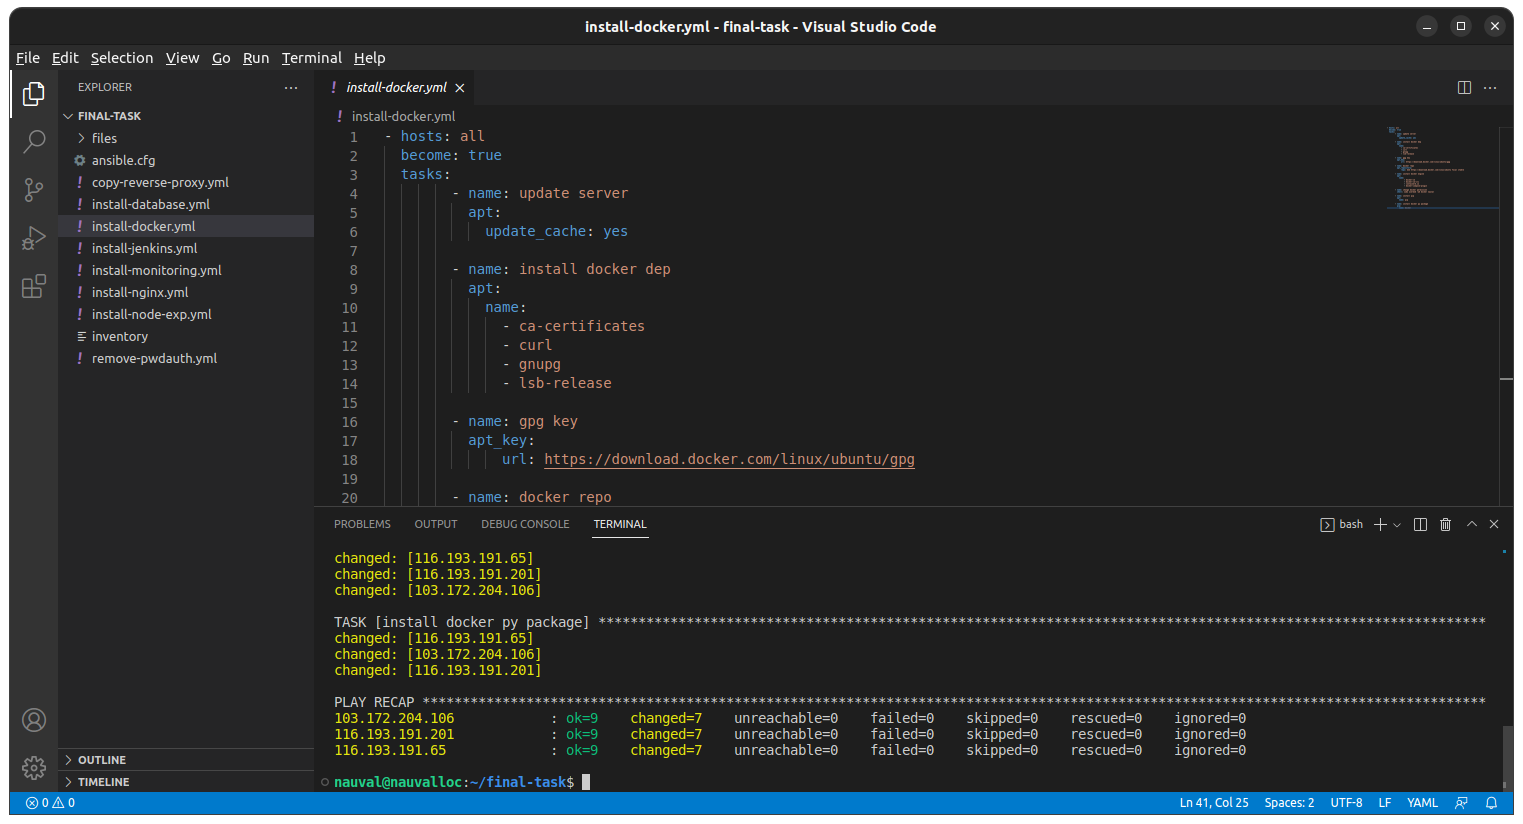 install-docker.yml - final-task - Visual Studio Code
File Edit Selection View Go Run Terminal Help
EXPLORER
FINAL-TASK
files
ansible.cfg
copy-reverse-proxy.yml
install-database.yml
install-docker.yml
install-jenkins.yml
install-monitoring.yml
install-nginx.yml
install-node-exp.yml
inventory
remove-pwdauth.yml
OUTLINE
TIMELINE
! install-docker.yml
! install-docker.yml
1 - hosts: all
2 become: true
3 tasks:
4 - name: update server
5 apt:
6 update_cache: yes
7
8 - name: install docker dep
9 apt:
10 name:
11 - ca-certificates
12 - curl
13 - gnupg
14 - lsb-release
15
16 - name: gpg key
17 apt_key:
18 url: https://download.docker.com/linux/ubuntu/gpg
19
20 - name: docker repo
PROBLEMS OUTPUT DEBUG CONSOLE TERMINAL bash
changed: [116.193.191.65]
changed: [116.193.191.201]
changed: [103.172.204.106]
TASK [install docker py package] ***************************************************************************************************************
changed: [116.193.191.65]
changed: [103.172.204.106]
changed: [116.193.191.201]
PLAY RECAP *************************************************************************************************************************************
103.172.204.106 : ok=9 changed=7 unreachable=0 failed=0 skipped=0 rescued=0 ignored=0
116.193.191.201 : ok=9 changed=7 unreachable=0 failed=0 skipped=0 rescued=0 ignored=0
116.193.191.65 : ok=9 changed=7 unreachable=0 failed=0 skipped=0 rescued=0 ignored=0
nauval@nauvalloc:~/final-task$
0 0 Ln 41, Col 25 Spaces: 2 UTF-8 LF YAML